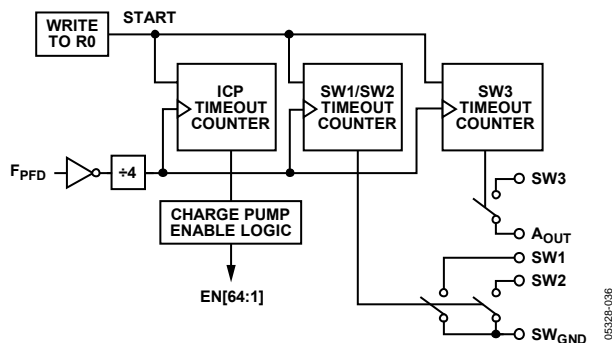 WRITE
TO R0
START
ICP
TIMEOUT
COUNTER
SW1/SW2
TIMEOUT
COUNTER
SW3
TIMEOUT
COUNTER
FPFD
÷4
CHARGE PUMP
ENABLE LOGIC
EN[64:1]
SW3
AOUT
SW1
SW2
SWGND
05328-036